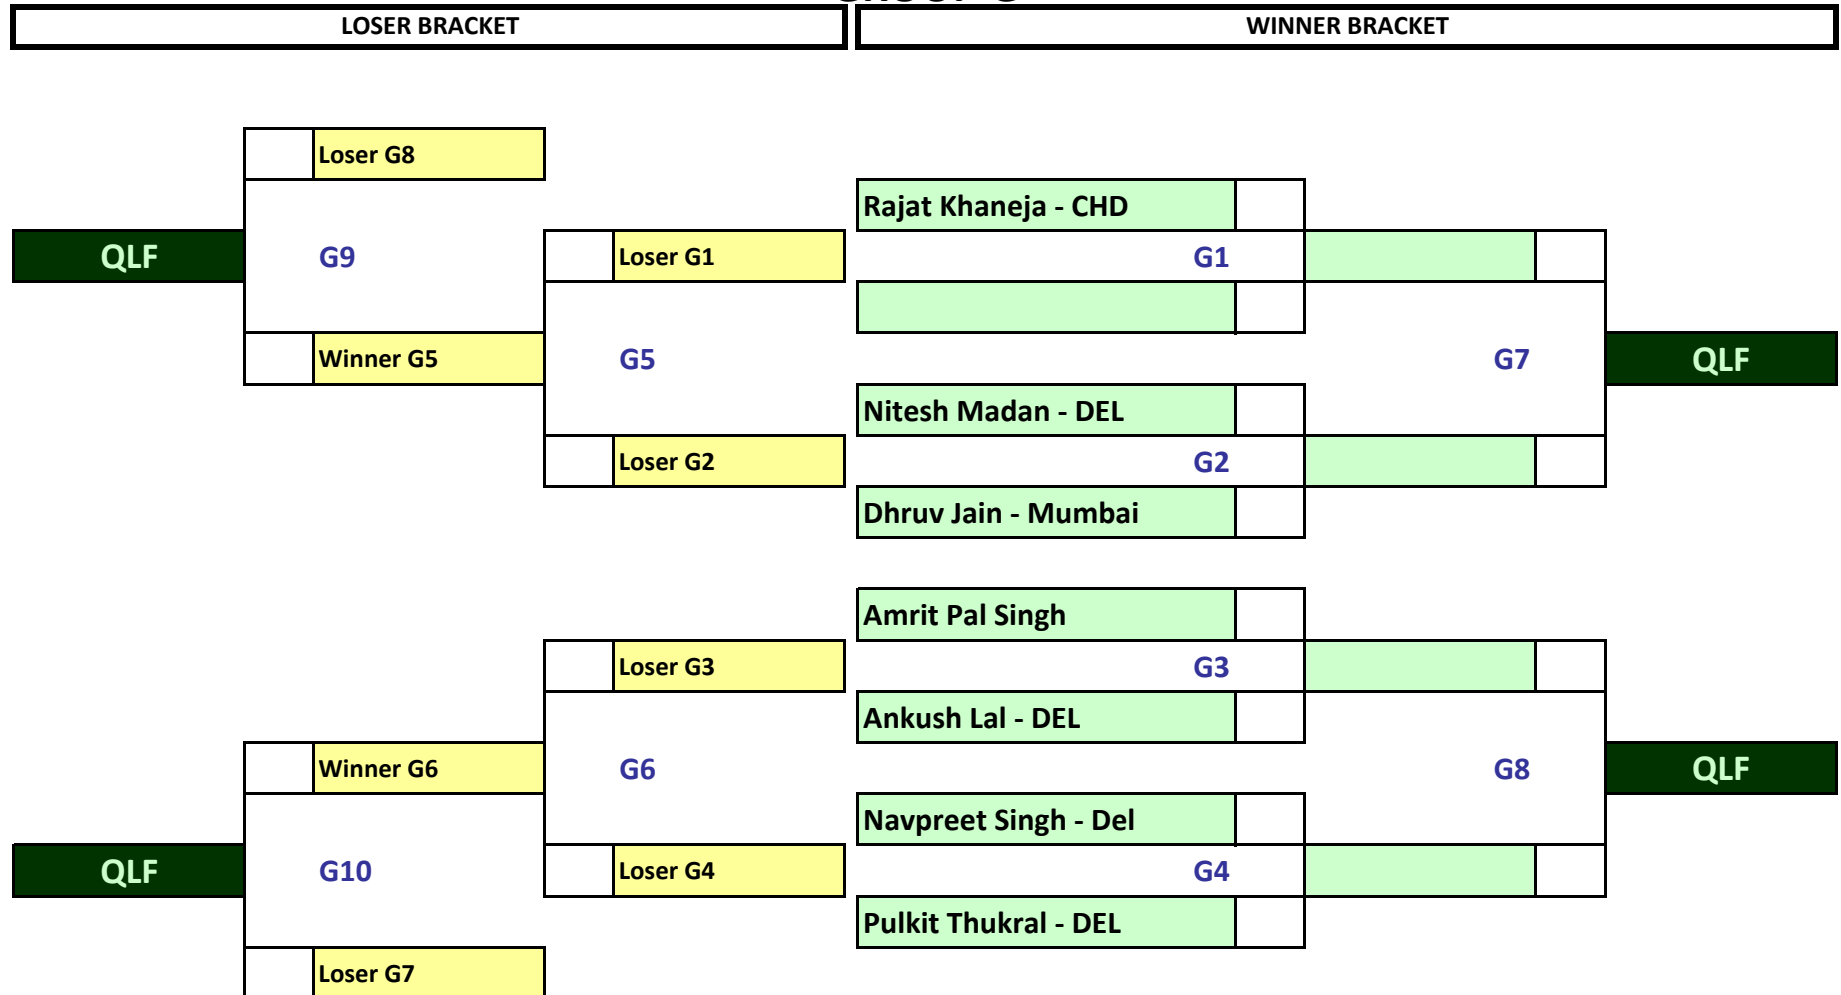 LOSER BRACKET
WINNER BRACKET
Loser G8
Rajat Khaneja - CHD
QLF
G9
Loser G1
G1
Winner G5
G5
G7
QLF
Nitesh Madan - DEL
Loser G2
G2
Dhruv Jain - Mumbai
Amrit Pal Singh
Loser G3
G3
Ankush Lal - DEL
Winner G6
G6
G8
QLF
Navpreet Singh - Del
QLF
G10
Loser G4
G4
Pulkit Thukral - DEL
Loser G7